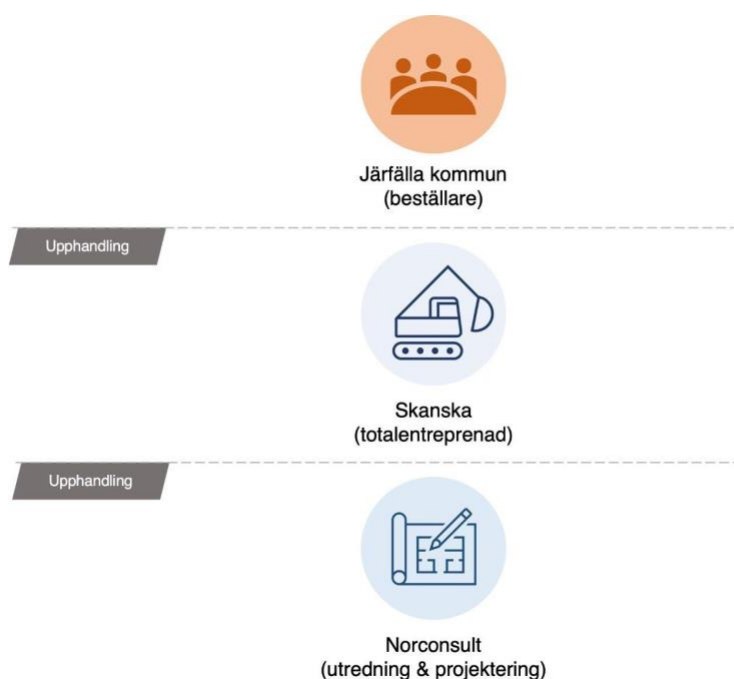 Järfälla kommun
(beställare)
Upphandling
Skanska
(totalentreprenad)
Upphandling
Norconsult
(utredning & projektering)